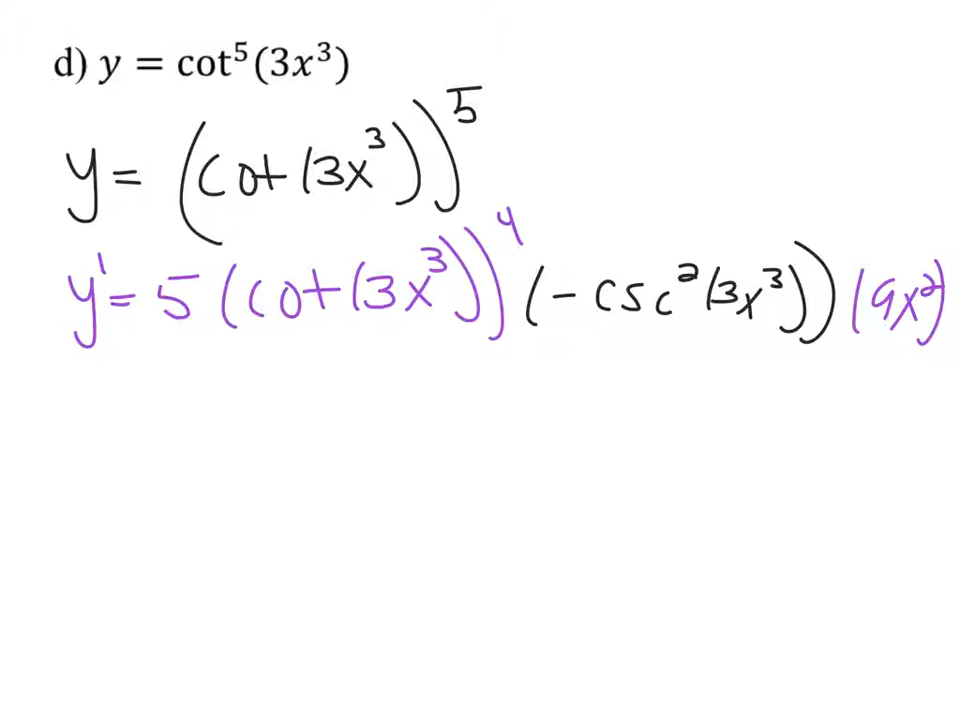 d) y = cot⁵(3x³)
y = (cot(3x³))⁵
y' = 5(cot(3x³))⁴(-csc²(3x³))(9x²)